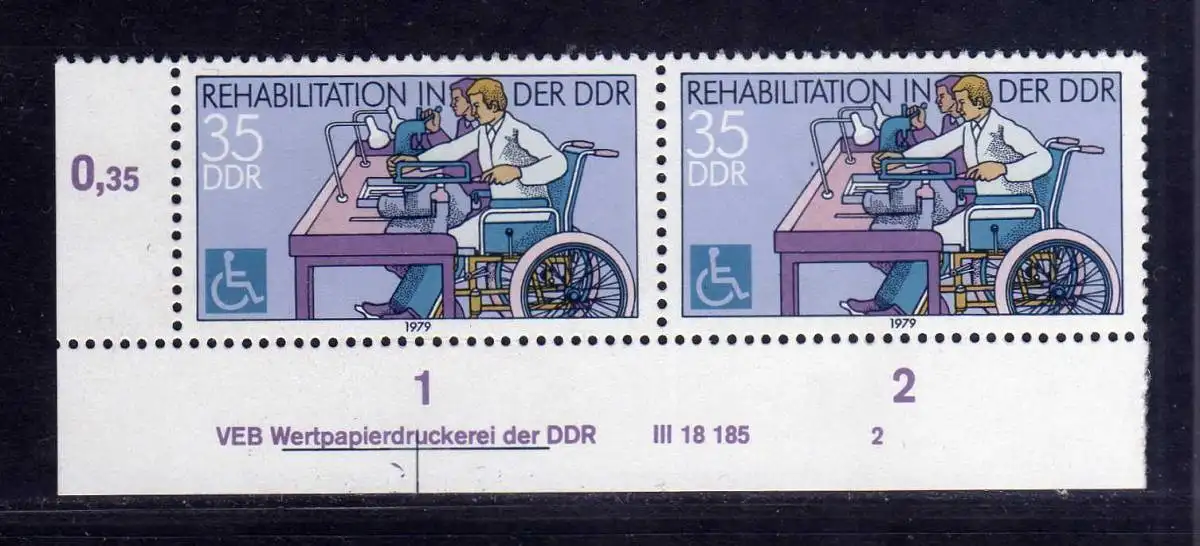 REHABILITATION IN DER DDR
35
DDR
1979
REHABILITATION IN DER DDR
35
DDR
1979
0,35
1
2
VEB Wertpapierdruckerei der DDR III 18 185 2